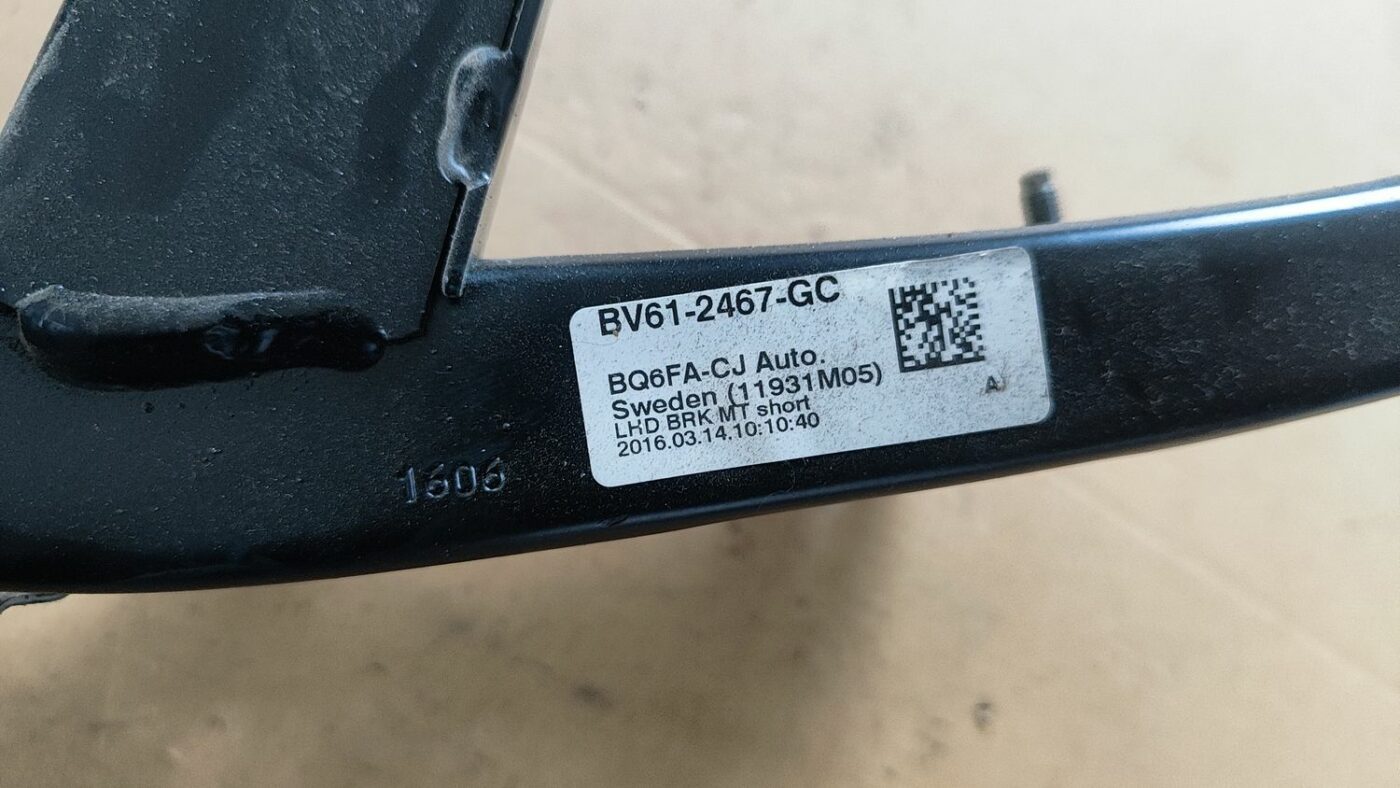 BV61-2467-GC
BQ6FA-CJ Auto.
Sweden (11931M05)
LHD BRK MT short
2016.03.14.10:10:40
A
1606